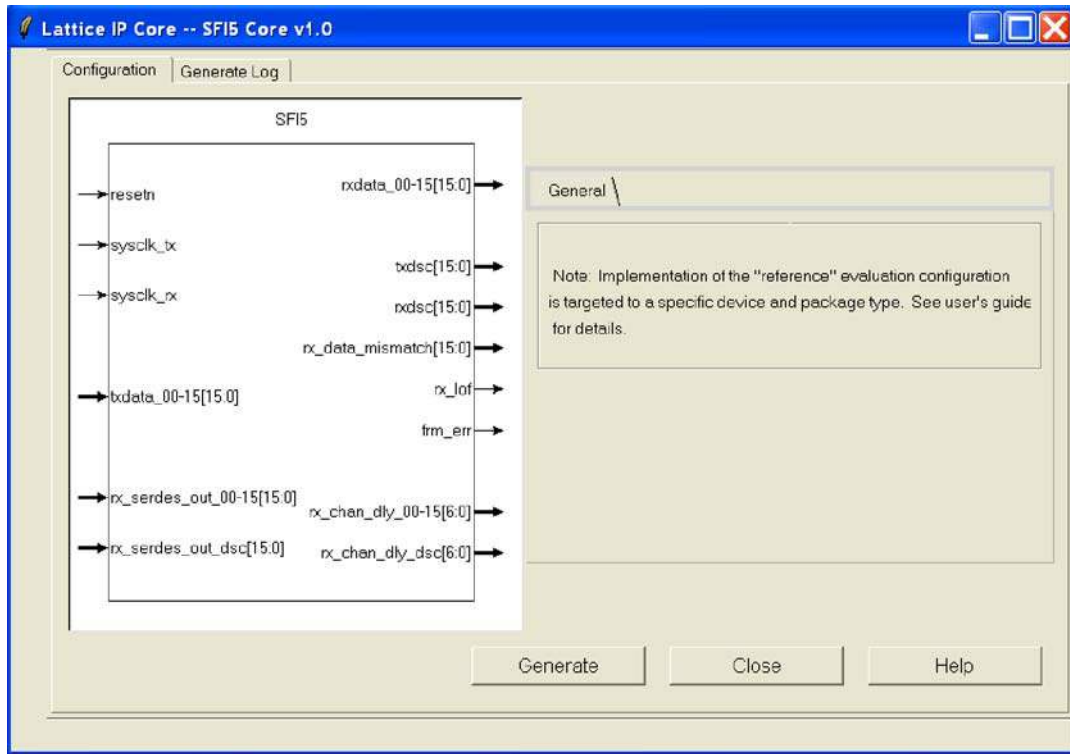 Lattice IP Core -- SFI5 Core v1.0
Configuration
Generate Log
SFI5
resetn
sysclk_tx
sysclk_rx
txdata_00-15[15:0]
rx_serdes_out_00-15[15:0]
rx_serdes_out_dsc[15:0]
rxdata_00-15[15:0]
txdsc[15:0]
rxdsc[15:0]
rx_data_mismatch[15:0]
rx_lof
frm_err
rx_chan_dly_00-15[6:0]
rx_chan_dly_dsc[6:0]
General
Note: Implementation of the "reference" evaluation configuration
is targeted to a specific device and package type. See user's guide
for details.
Generate
Close
Help